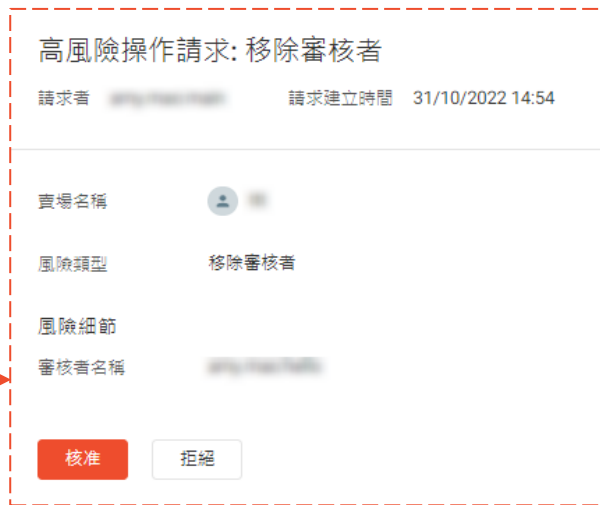 高風險操作請求: 移除審核者
請求者 請求建立時間 31/10/2022 14:54
賣場名稱
風險類型 移除審核者
風險細節
審核者名稱
核准 拒絕